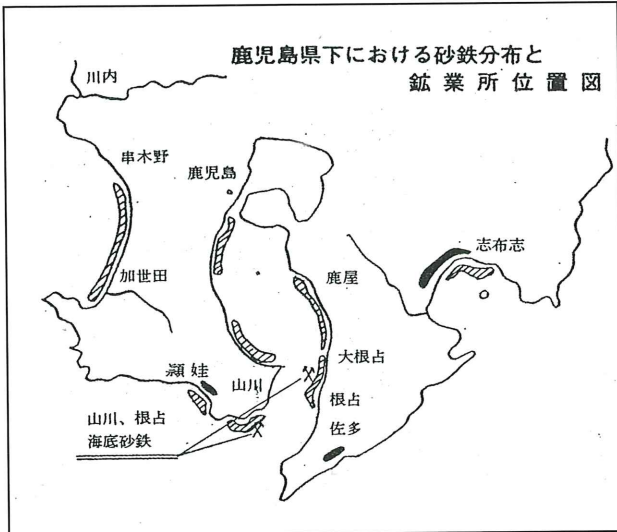 鹿児島県下における砂鉄分布と
鉱業所位置図
川内
串木野
鹿児島
志布志
加世田
鹿屋
大根占
頴娃
山川
根占
山川、根占
海底砂鉄
佐多